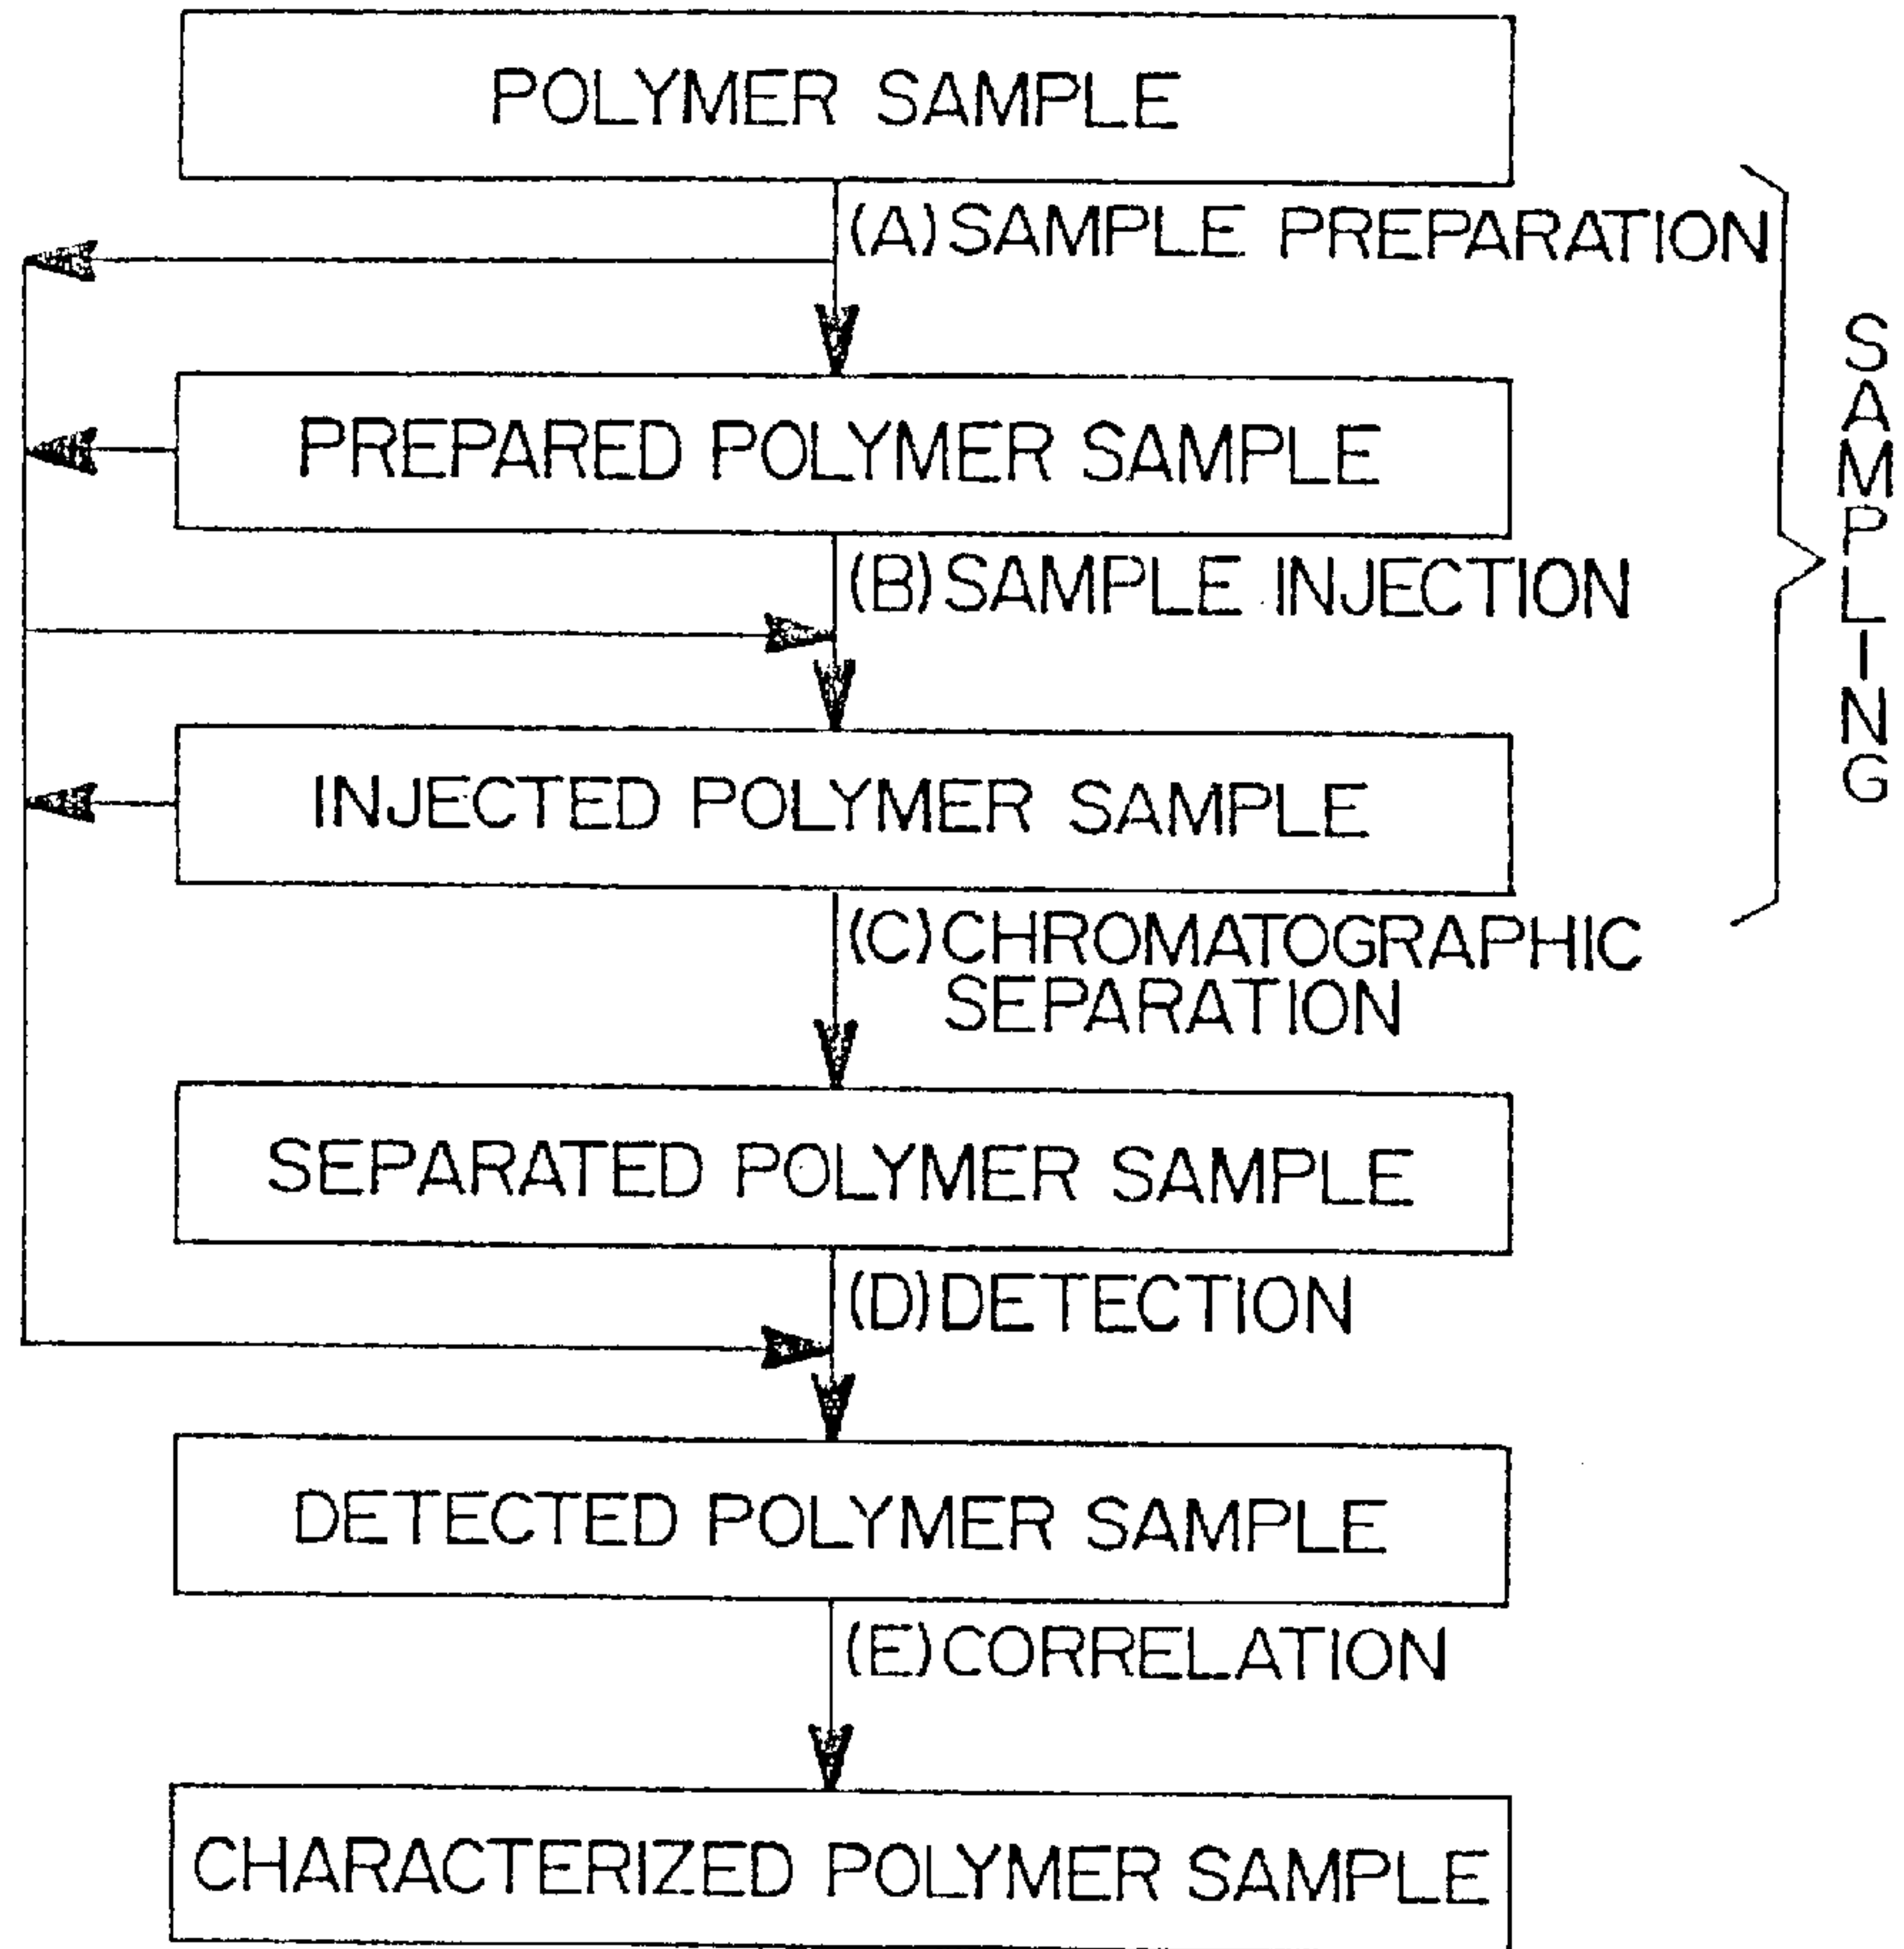 POLYMER SAMPLE
(A) SAMPLE PREPARATION
PREPARED POLYMER SAMPLE
(B) SAMPLE INJECTION
INJECTED POLYMER SAMPLE
(C) CHROMATOGRAPHIC
SEPARATION
SEPARATED POLYMER SAMPLE
(D) DETECTION
DETECTED POLYMER SAMPLE
(E) CORRELATION
CHARACTERIZED POLYMER SAMPLE
SAMPLING